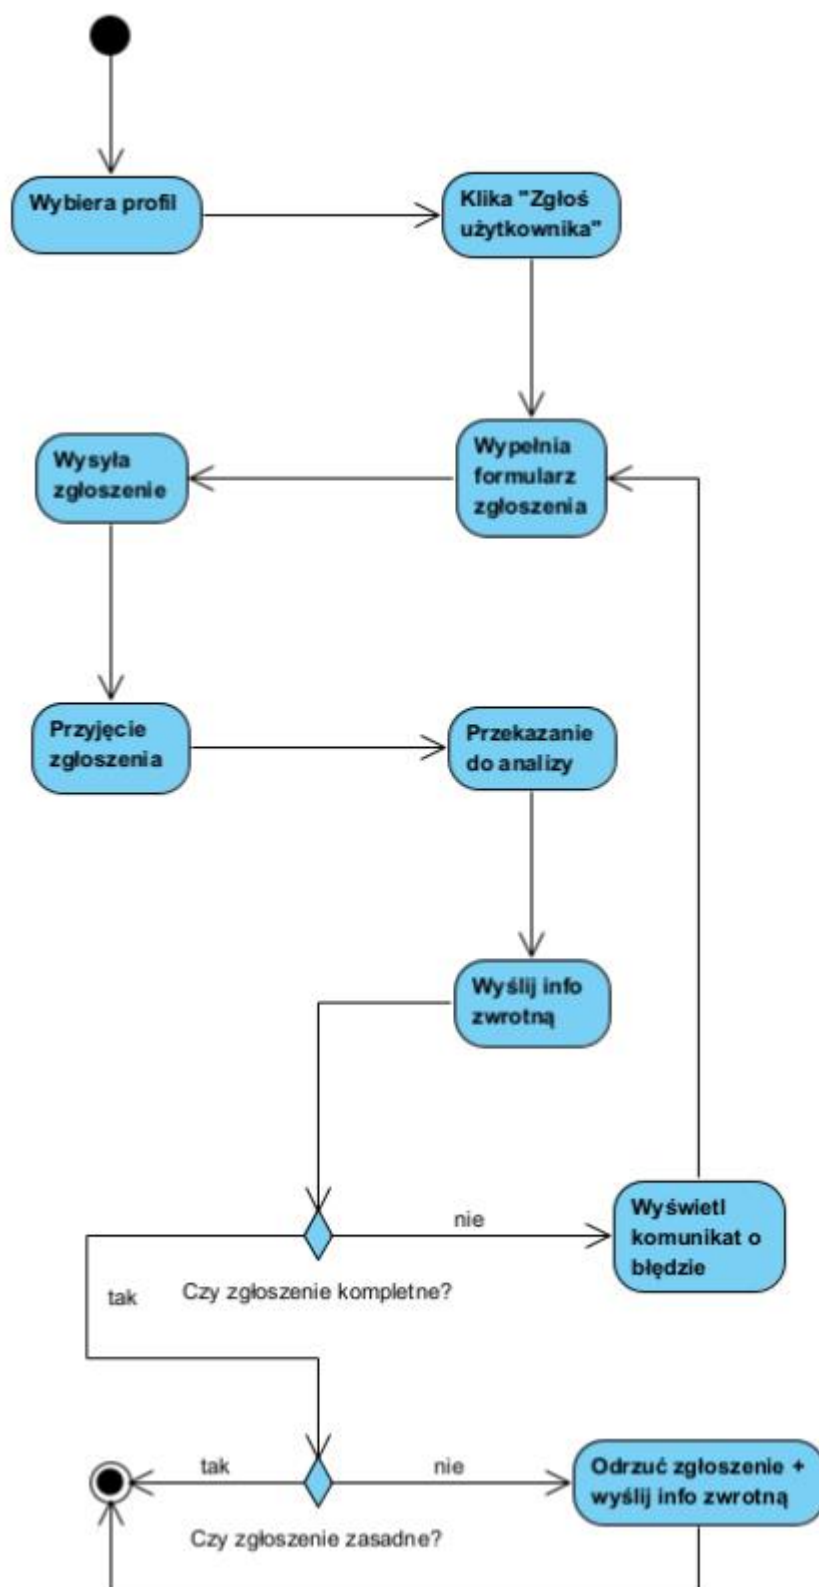 Wybiera profil
Klika "Zgłoś
użytkownika"
Wypełnia
formularz
zgłoszenia
Wysyła
zgłoszenie
Przyjęcie
zgłoszenia
Przekazanie
do analizy
Wyślij info
zwrotną
nie
Wyświetl
komunikat o
błędzie
Czy zgłoszenie kompletne?
tak
tak
nie
Odrzuć zgłoszenie +
wyślij info zwrotną
Czy zgłoszenie zasadne?